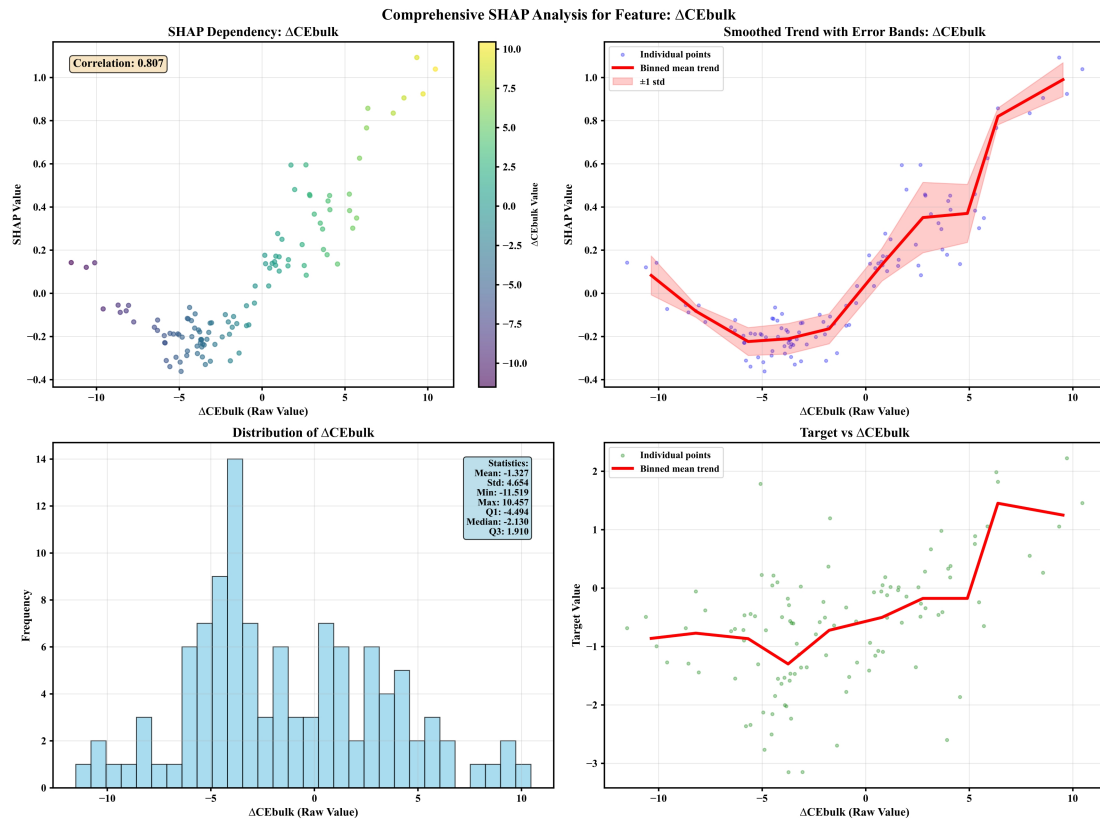 Comprehensive SHAP Analysis for Feature: ΔCEbulk
SHAP Dependency: ΔCEbulk
Correlation: 0.807
SHAP Value
1.0
0.8
0.6
0.4
0.2
0.0
−0.2
−0.4
−10
−5
0
5
10
ΔCEbulk (Raw Value)
10.0
7.5
5.0
2.5
0.0
−2.5
−5.0
−7.5
−10.0
ΔCEbulk Value
Smoothed Trend with Error Bands: ΔCEbulk
Individual points
Binned mean trend
±1 std
SHAP Value
1.0
0.8
0.6
0.4
0.2
0.0
−0.2
−0.4
−10
−5
0
5
10
ΔCEbulk (Raw Value)
Distribution of ΔCEbulk
Statistics:
Mean: -1.327
Std: 4.654
Min: -11.519
Max: 10.457
Q1: -4.494
Median: -2.130
Q3: 1.910
Frequency
14
12
10
8
6
4
2
0
−10
−5
0
5
10
ΔCEbulk (Raw Value)
Target vs ΔCEbulk
Individual points
Binned mean trend
Target Value
2
1
0
−1
−2
−3
−10
−5
0
5
10
ΔCEbulk (Raw Value)